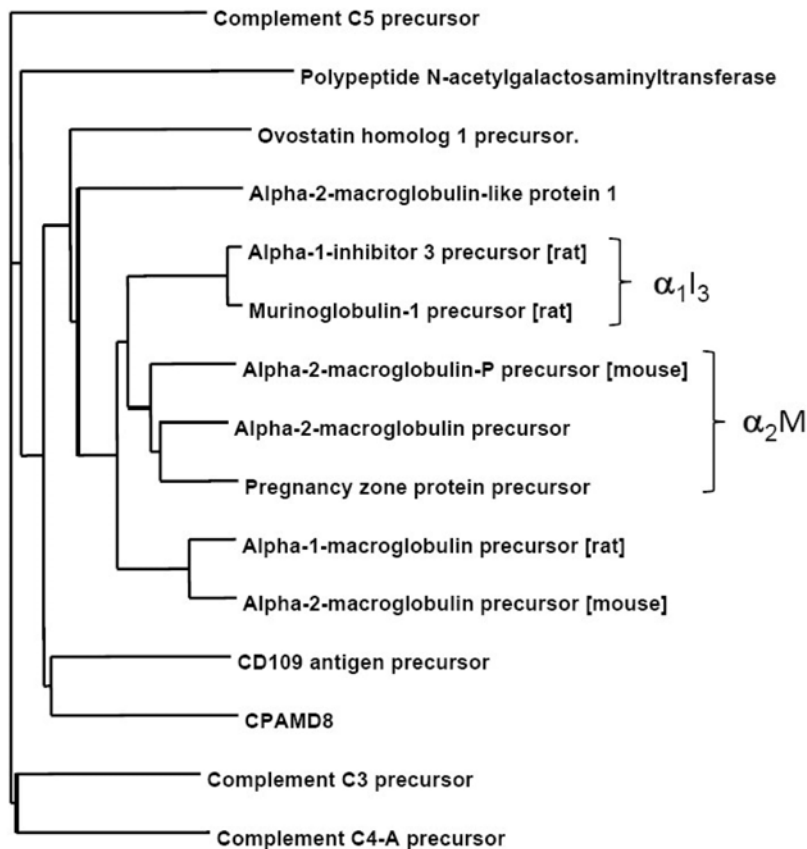 Complement C5 precursor
Polypeptide N-acetylgalactosaminyltransferase
Ovostatin homolog 1 precursor.
Alpha-2-macroglobulin-like protein 1
Alpha-1-inhibitor 3 precursor [rat]
α₁I₃
Murinoglobulin-1 precursor [rat]
Alpha-2-macroglobulin-P precursor [mouse]
Alpha-2-macroglobulin precursor
α₂M
Pregnancy zone protein precursor
Alpha-1-macroglobulin precursor [rat]
Alpha-2-macroglobulin precursor [mouse]
CD109 antigen precursor
CPAMD8
Complement C3 precursor
Complement C4-A precursor